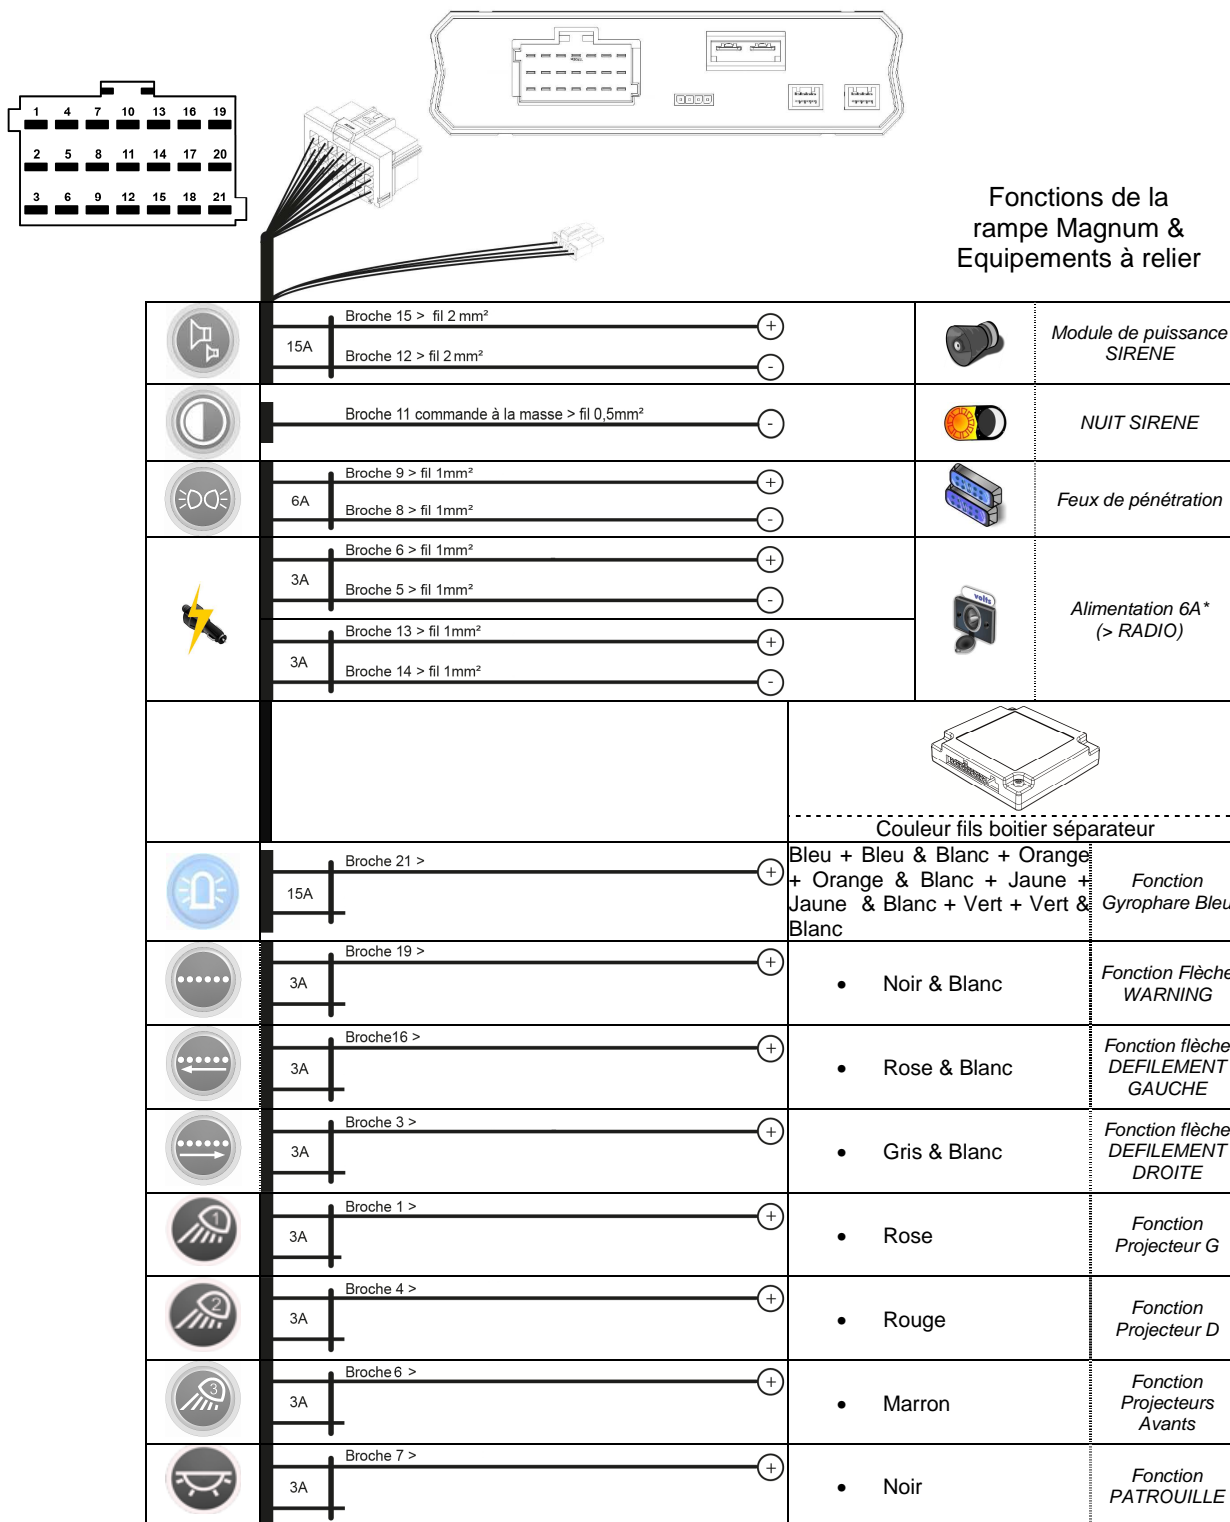 1 4 7 10 13 16 19
2 5 8 11 14 17 20
3 6 9 12 15 18 21
Fonctions de la
rampe Magnum &
Equipements à relier
15A
Broche 15 > fil 2 mm²
+
Broche 12 > fil 2 mm²
-
Module de puissance
SIRENE
Broche 11 commande à la masse > fil 0,5mm²
-
NUIT SIRENE
6A
Broche 9 > fil 1mm²
+
Broche 8 > fil 1mm²
-
Feux de pénétration
3A
Broche 6 > fil 1mm²
+
Broche 5 > fil 1mm²
-
3A
Broche 13 > fil 1mm²
+
Broche 14 > fil 1mm²
-
volts
Alimentation 6A*
(> RADIO)
Couleur fils boitier séparateur
15A
Broche 21 >
+
Bleu + Bleu & Blanc + Orange
+ Orange & Blanc + Jaune +
Jaune & Blanc + Vert + Vert &
Blanc
Fonction
Gyrophare Bleu
3A
Broche 19 >
+
• Noir & Blanc
Fonction Flèche
WARNING
3A
Broche16 >
+
• Rose & Blanc
Fonction flèche
DEFILEMENT
GAUCHE
3A
Broche 3 >
+
• Gris & Blanc
Fonction flèche
DEFILEMENT
DROITE
1
3A
Broche 1 >
+
• Rose
Fonction
Projecteur G
2
3A
Broche 4 >
+
• Rouge
Fonction
Projecteur D
3
3A
Broche 6 >
+
• Marron
Fonction
Projecteurs
Avants
3A
Broche 7 >
+
• Noir
Fonction
PATROUILLE